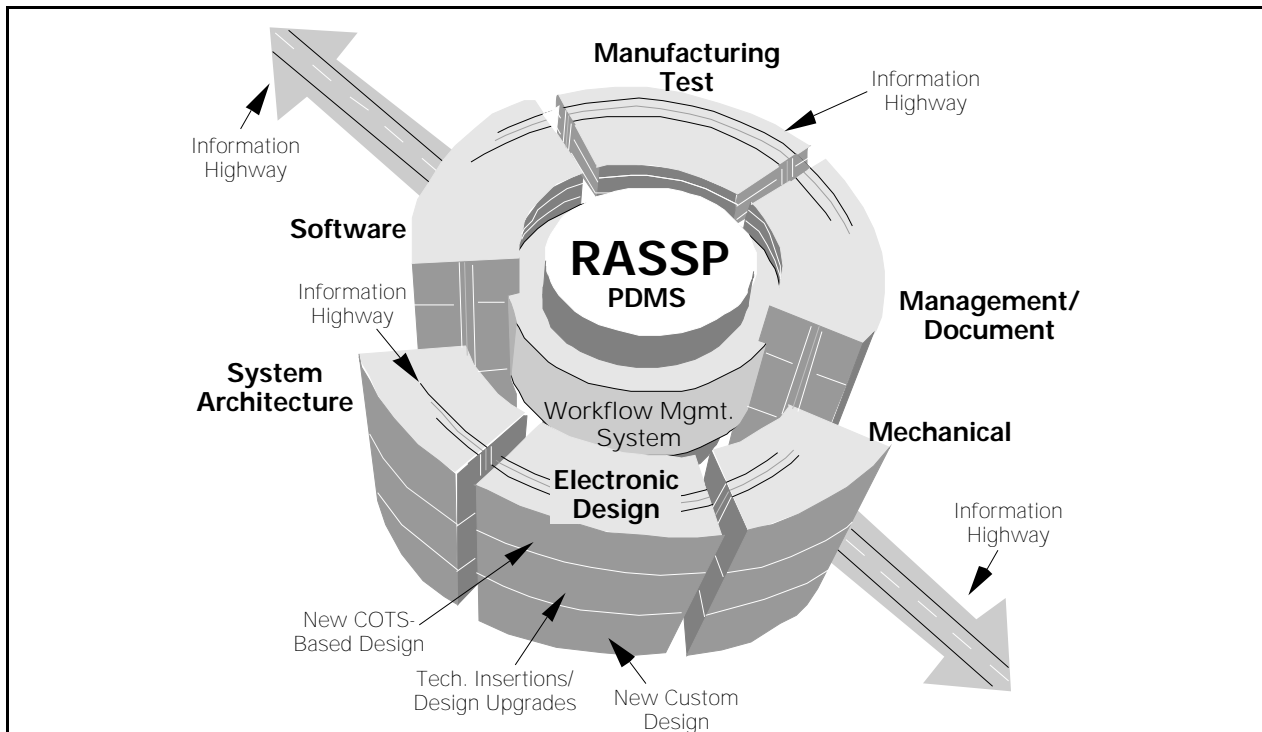 Manufacturing
Test
Information
Highway
Information
Highway
Software
RASSP
PDMS
Information
Highway
Management/
Document
System
Architecture
Workflow Mgmt.
System
Mechanical
Electronic
Design
Information
Highway
New COTS-
Based Design
Tech. Insertions/
Design Upgrades
New Custom
Design